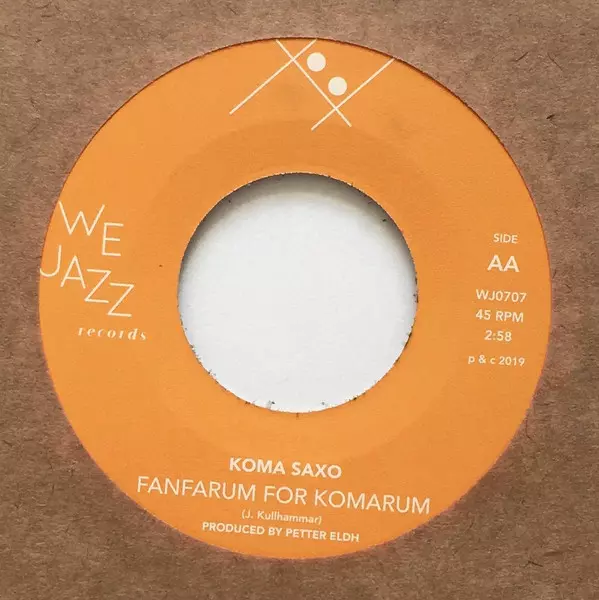 WE
JAZZ
records
SIDE
AA
WJ0707
45 RPM
2:58
p & c 2019
KOMA SAXO
FANFARUM FOR KOMARUM
(J. Kullhammar)
PRODUCED BY PETTER ELDH